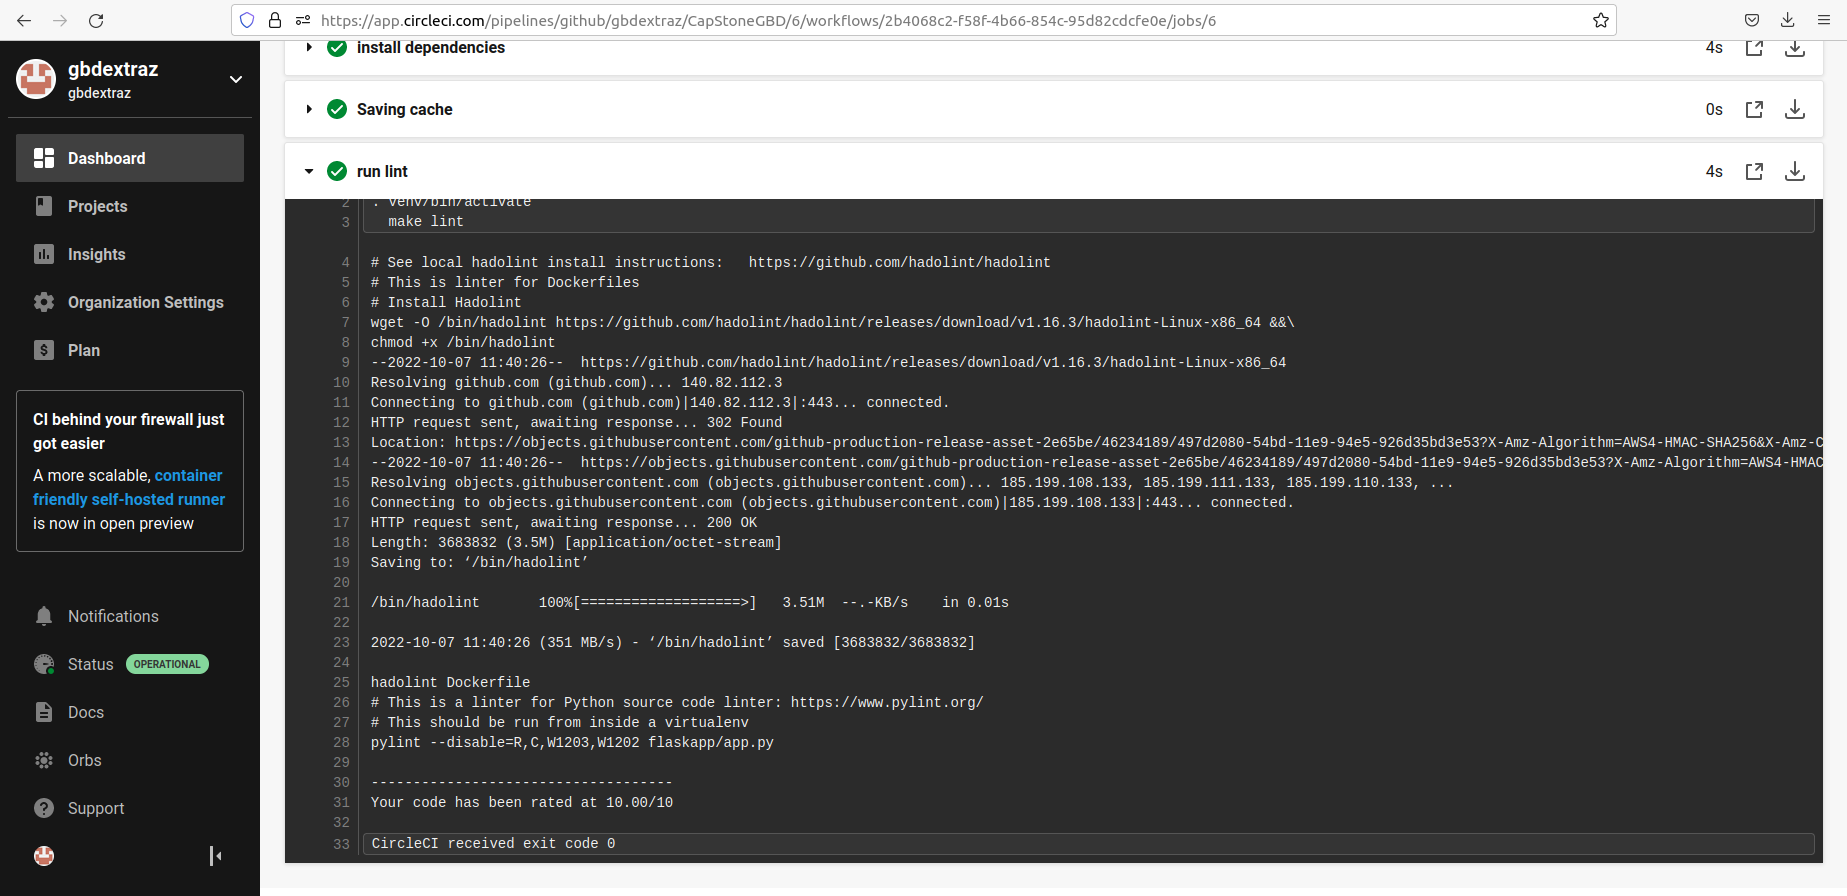 https://app.circleci.com/pipelines/github/gbdextraz/CapStoneGBD/6/workflows/2b4068c2-f58f-4b66-854c-95d82cdcfe0e/jobs/6
gbdextraz
gbdextraz
Dashboard
Projects
Insights
Organization Settings
Plan
CI behind your firewall just
got easier
A more scalable, container
friendly self-hosted runner
is now in open preview
Notifications
Status OPERATIONAL
Docs
Orbs
Support
install dependencies 4s
Saving cache 0s
run lint 4s
2 . venv/bin/activate
3 make lint
4 # See local hadolint install instructions:   https://github.com/hadolint/hadolint
5 # This is linter for Dockerfiles
6 # Install Hadolint
7 wget -O /bin/hadolint https://github.com/hadolint/hadolint/releases/download/v1.16.3/hadolint-Linux-x86_64 &&\
8 chmod +x /bin/hadolint
9 --2022-10-07 11:40:26--  https://github.com/hadolint/hadolint/releases/download/v1.16.3/hadolint-Linux-x86_64
10 Resolving github.com (github.com)... 140.82.112.3
11 Connecting to github.com (github.com)|140.82.112.3|:443... connected.
12 HTTP request sent, awaiting response... 302 Found
13 Location: https://objects.githubusercontent.com/github-production-release-asset-2e65be/46234189/497d2080-54bd-11e9-94e5-926d35bd3e53?X-Amz-Algorithm=AWS4-HMAC-SHA256&X-Amz-C
14 --2022-10-07 11:40:26--  https://objects.githubusercontent.com/github-production-release-asset-2e65be/46234189/497d2080-54bd-11e9-94e5-926d35bd3e53?X-Amz-Algorithm=AWS4-HMAC
15 Resolving objects.githubusercontent.com (objects.githubusercontent.com)... 185.199.108.133, 185.199.111.133, 185.199.110.133, ...
16 Connecting to objects.githubusercontent.com (objects.githubusercontent.com)|185.199.108.133|:443... connected.
17 HTTP request sent, awaiting response... 200 OK
18 Length: 3683832 (3.5M) [application/octet-stream]
19 Saving to: ‘/bin/hadolint’
20
21 /bin/hadolint       100%[===================>]   3.51M  --.-KB/s    in 0.01s
22
23 2022-10-07 11:40:26 (351 MB/s) - ‘/bin/hadolint’ saved [3683832/3683832]
24
25 hadolint Dockerfile
26 # This is a linter for Python source code linter: https://www.pylint.org/
27 # This should be run from inside a virtualenv
28 pylint --disable=R,C,W1203,W1202 flaskapp/app.py
29
30 ------------------------------------
31 Your code has been rated at 10.00/10
32
33 CircleCI received exit code 0